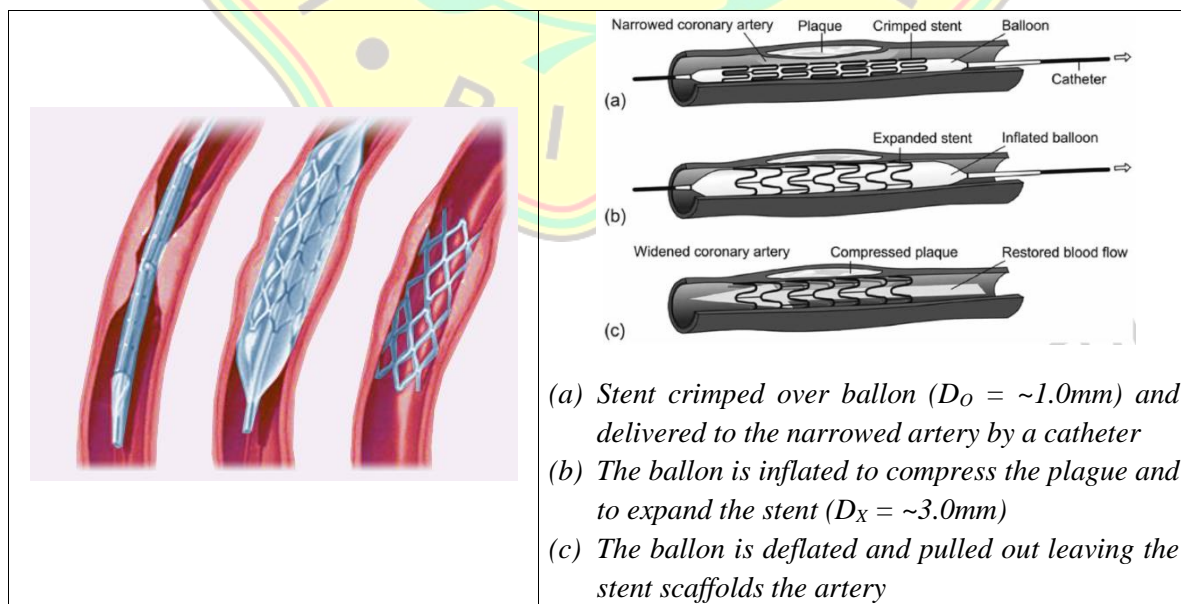 Narrowed coronary artery Plaque Crimped stent Balloon
Catheter
(a)
Expanded stent Inflated balloon
(b)
Widened coronary artery Compressed plaque Restored blood flow
(c)
(a) Stent crimped over ballon (Do = ~1.0mm) and
delivered to the narrowed artery by a catheter
(b) The ballon is inflated to compress the plague and
to expand the stent (DX = ~3.0mm)
(c) The ballon is deflated and pulled out leaving the
stent scaffolds the artery